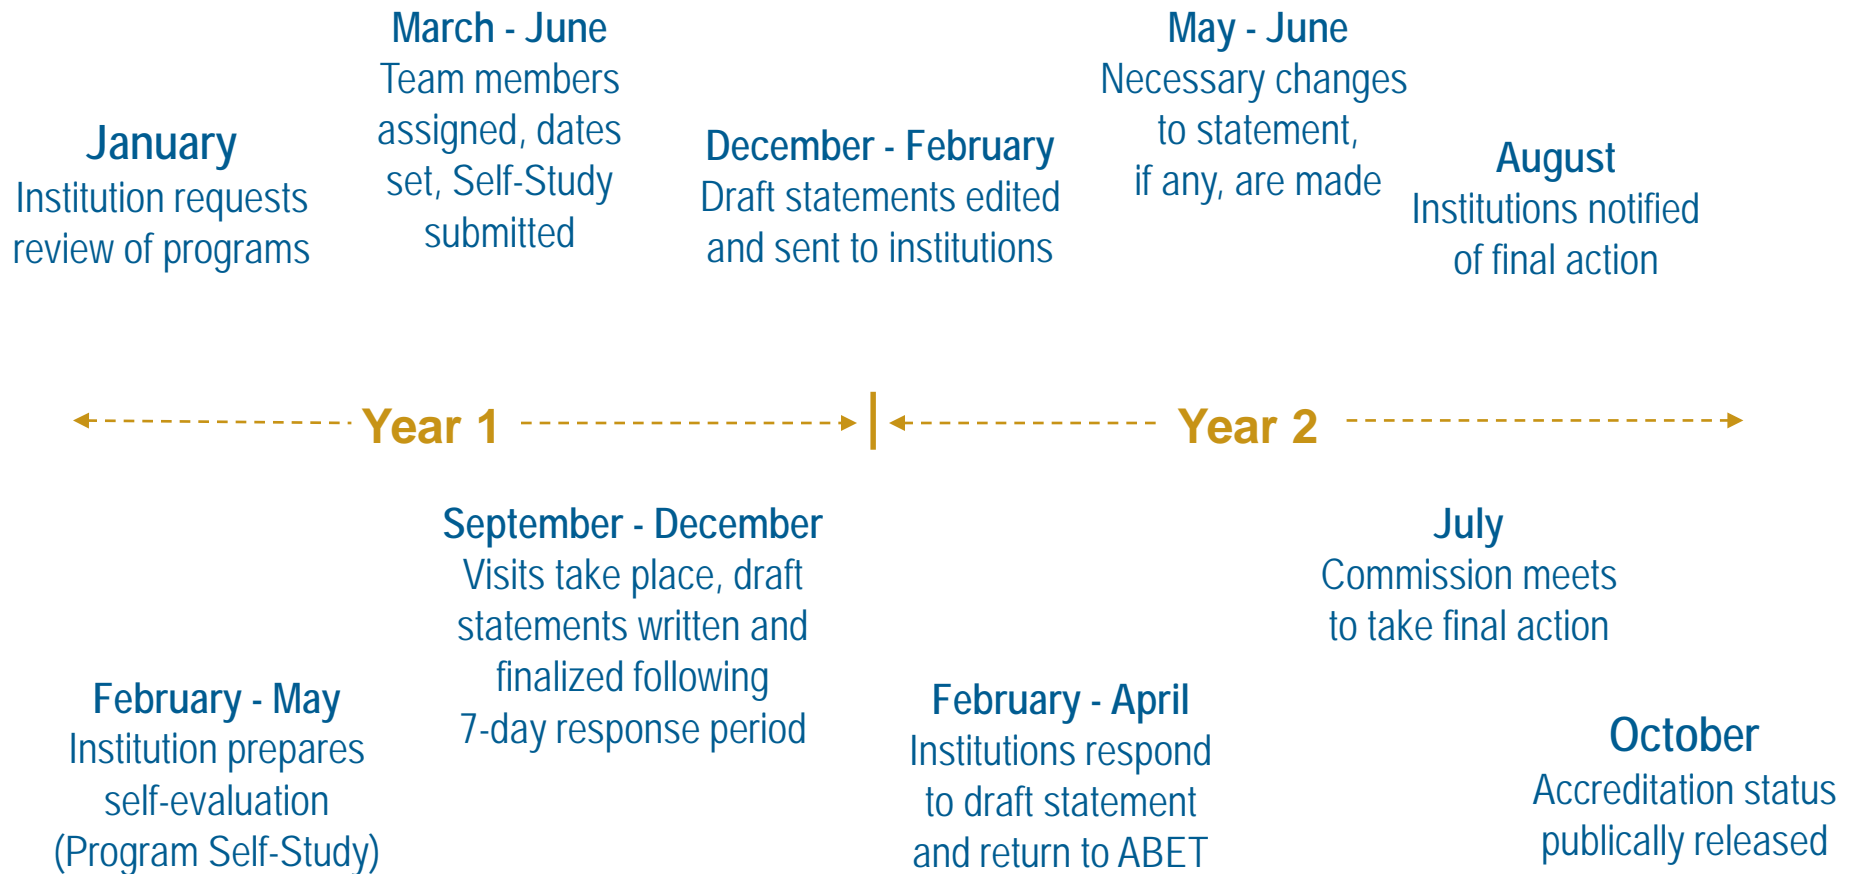 January
Institution requests
review of programs
March - June
Team members
assigned, dates
set, Self-Study
submitted
December - February
Draft statements edited
and sent to institutions
May - June
Necessary changes
to statement,
if any, are made
August
Institutions notified
of final action
Year 1
Year 2
February - May
Institution prepares
self-evaluation
(Program Self-Study)
September - December
Visits take place, draft
statements written and
finalized following
7-day response period
February - April
Institutions respond
to draft statement
and return to ABET
July
Commission meets
to take final action
October
Accreditation status
publically released